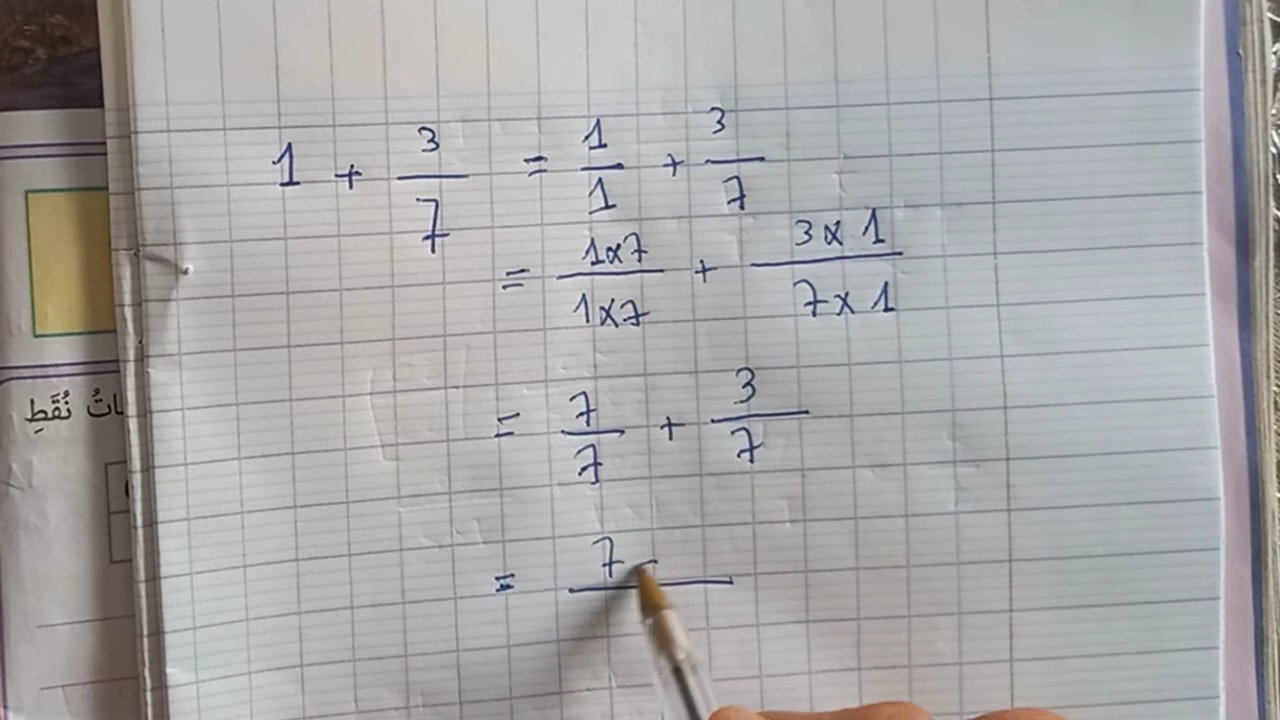 1 + 3/7 = 1/1 + 3/7
= 1×7/1×7 + 3×1/7×1
= 7/7 + 3/7
= 7
نُقَطِ